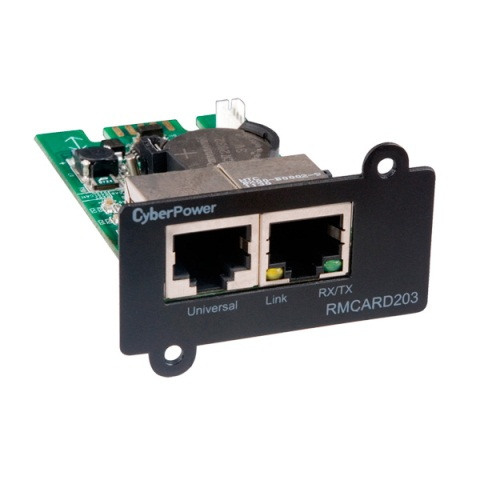 CyberPower
Universal
Link
RX/TX
RMCARD203